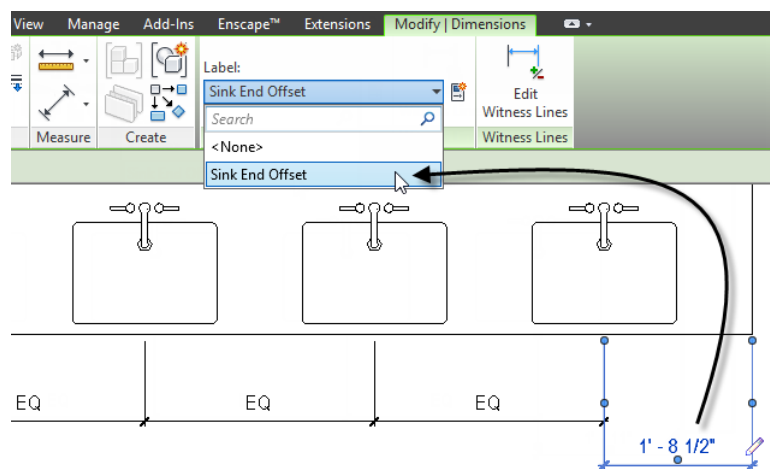 View Manage Add-Ins Enscape™ Extensions Modify | Dimensions
Label:
Sink End Offset
Search
<None>
Sink End Offset
Edit
Witness Lines
Measure Create Witness Lines
EQ EQ EQ
1' - 8 1/2"